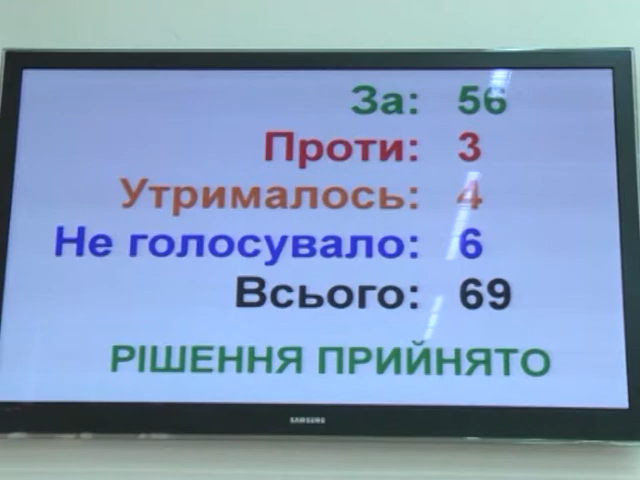 За: 56
Проти: 3
Утрималось: 4
Не голосувало: 6
Всього: 69
РІШЕННЯ ПРИЙНЯТО
SAMSUNG